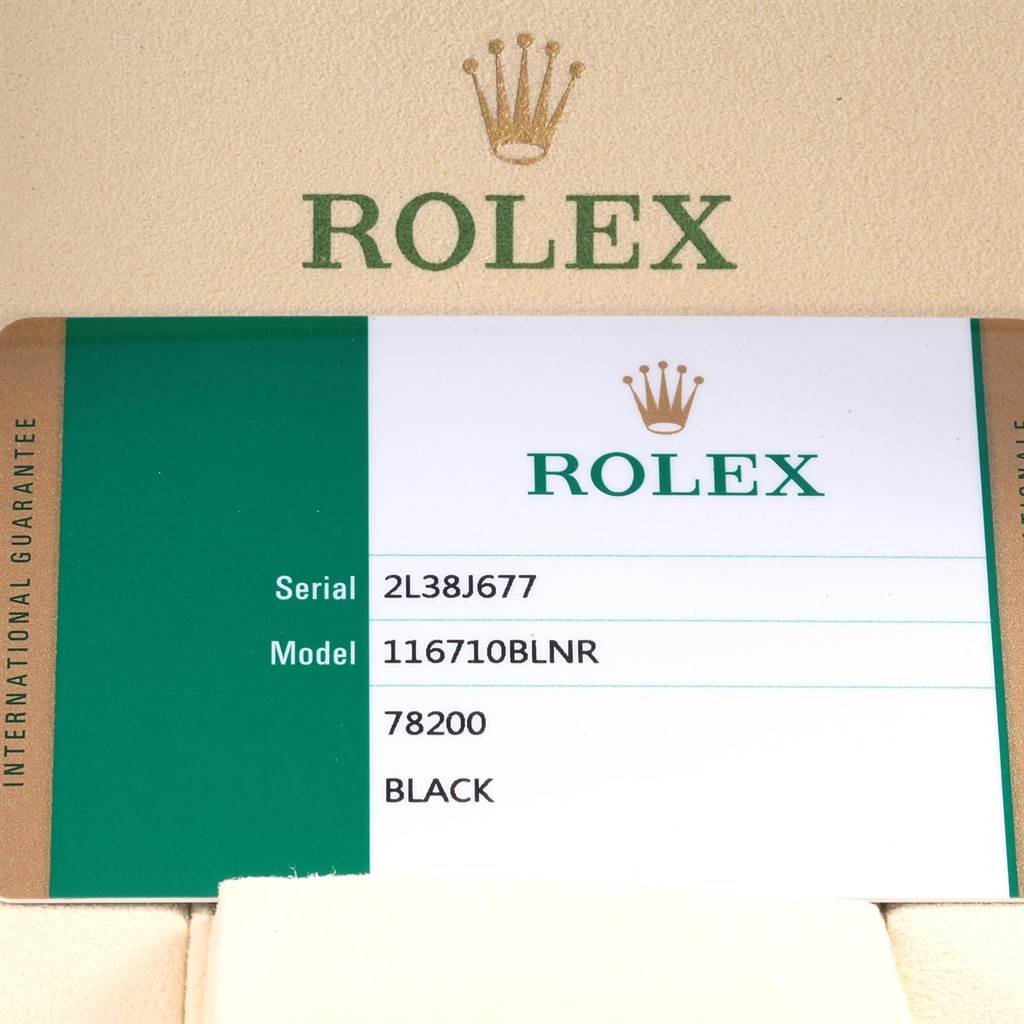 ROLEX
ROLEX
INTERNATIONAL GUARANTEE
Serial 2L38J677
Model 116710BLNR
78200
BLACK